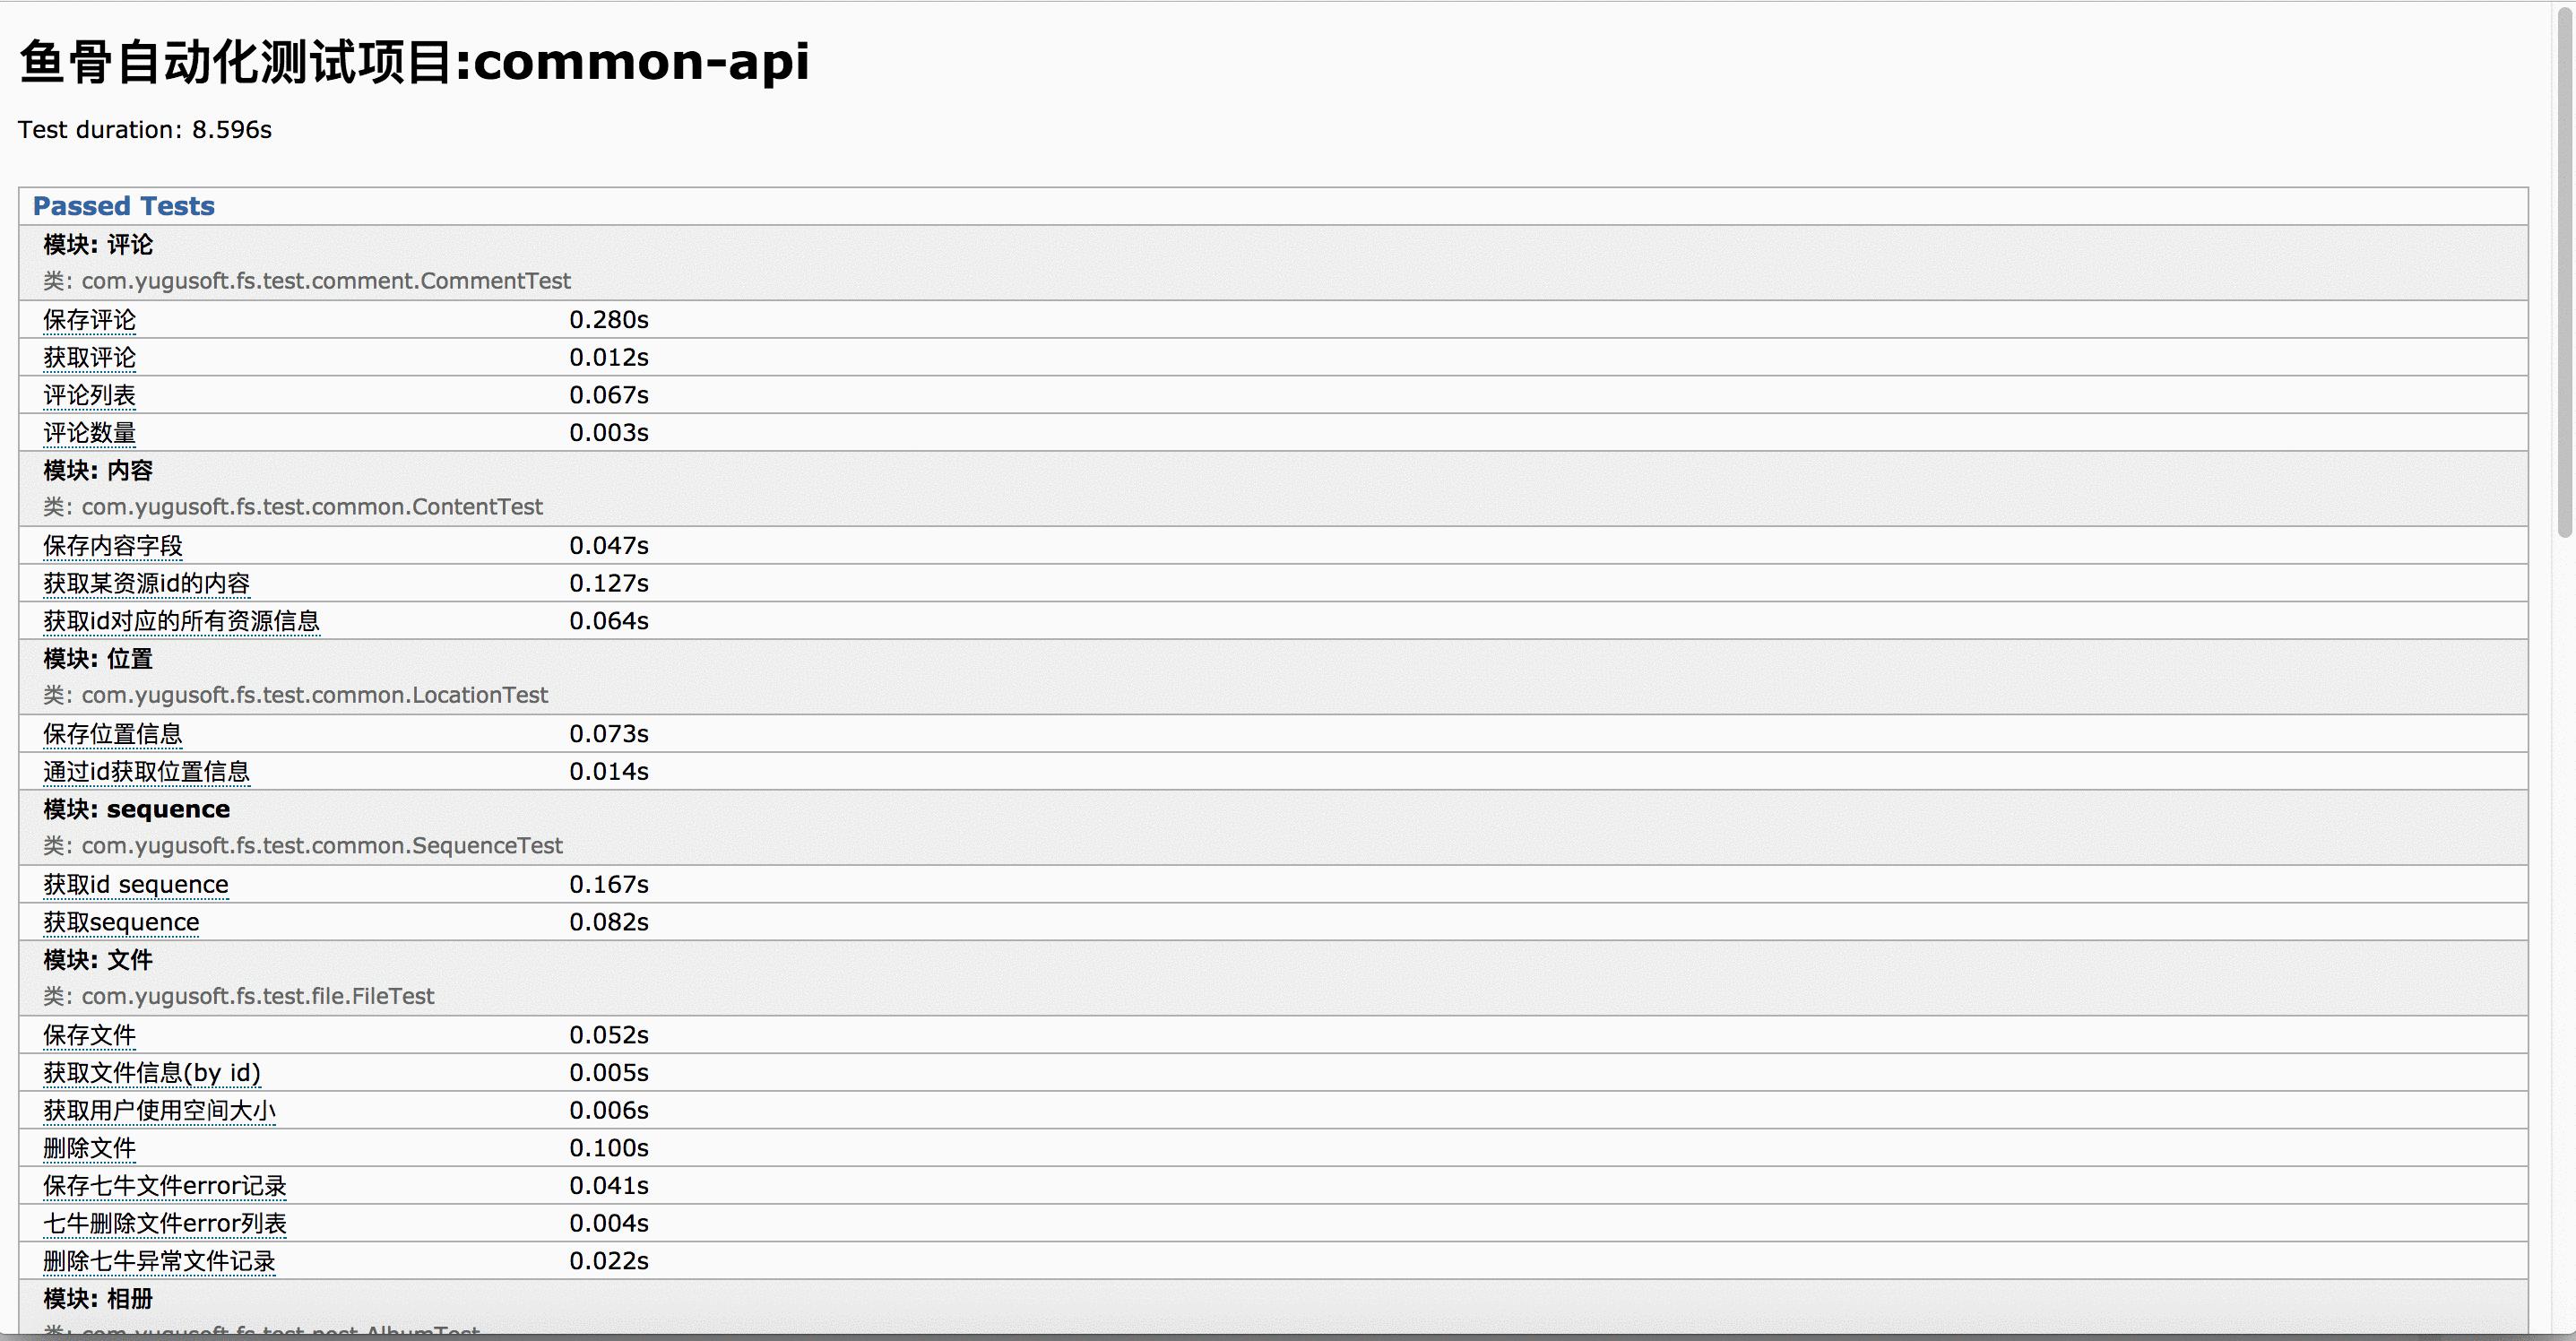 鱼骨自动化测试项目:common-api
Test duration: 8.596s
Passed Tests
模块: 评论
类: com.yugusoft.fs.test.comment.CommentTest
保存评论 0.280s
获取评论 0.012s
评论列表 0.067s
评论数量 0.003s
模块: 内容
类: com.yugusoft.fs.test.common.ContentTest
保存内容字段 0.047s
获取某资源id的内容 0.127s
获取id对应的所有资源信息 0.064s
模块: 位置
类: com.yugusoft.fs.test.common.LocationTest
保存位置信息 0.073s
通过id获取位置信息 0.014s
模块: sequence
类: com.yugusoft.fs.test.common.SequenceTest
获取id sequence 0.167s
获取sequence 0.082s
模块: 文件
类: com.yugusoft.fs.test.file.FileTest
保存文件 0.052s
获取文件信息(by id) 0.005s
获取用户使用空间大小 0.006s
删除文件 0.100s
保存七牛文件error记录 0.041s
七牛删除文件error列表 0.004s
删除七牛异常文件记录 0.022s
模块: 相册
类: com.yugusoft.fs.test.post.AlbumTest